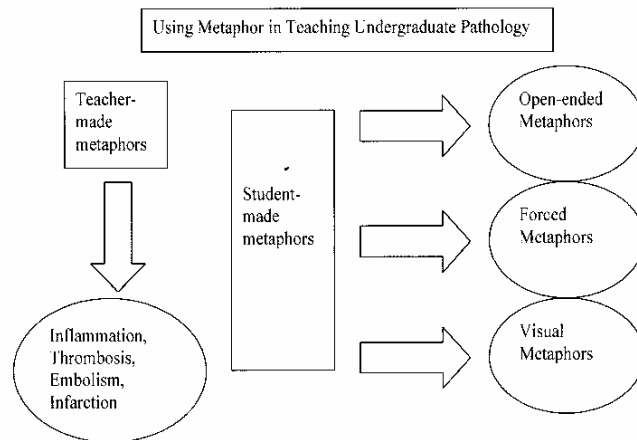 Using Metaphor in Teaching Undergraduate Pathology
Teacher-
made
metaphors
Inflammation,
Thrombosis,
Embolism,
Infarction
Student-
made
metaphors
Open-ended
Metaphors
Forced
Metaphors
Visual
Metaphors